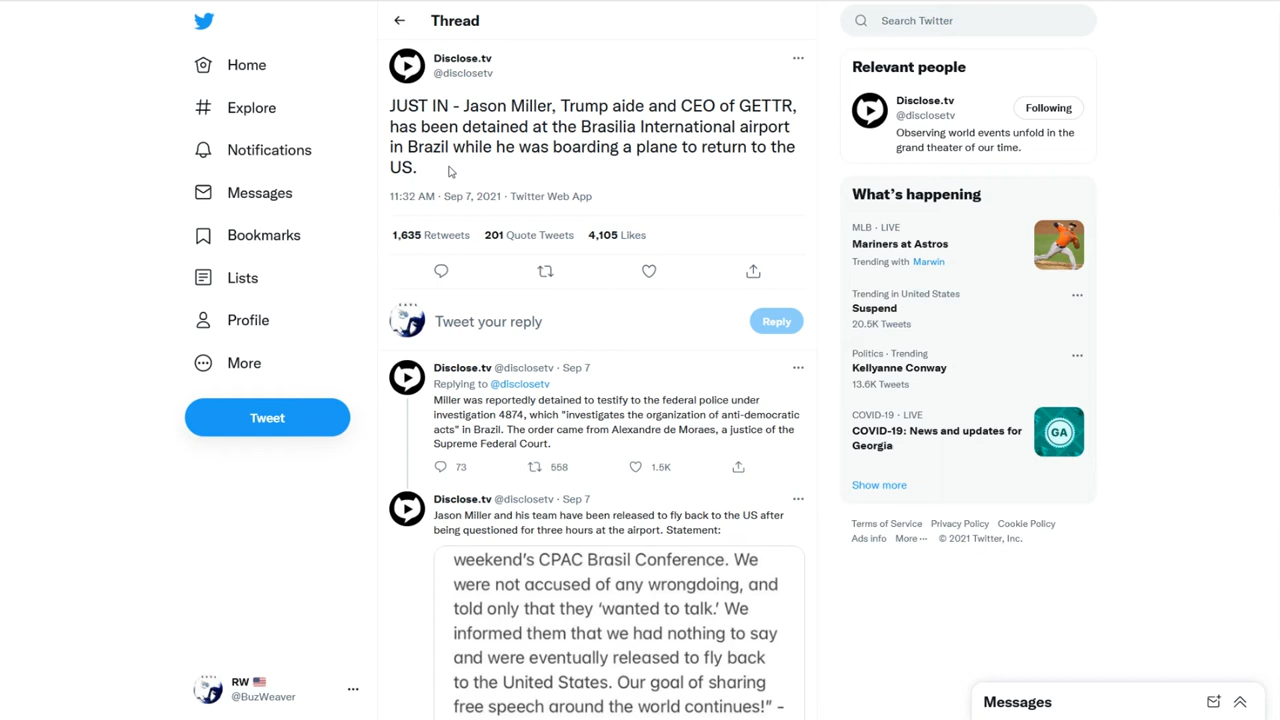 Home
Explore
Notifications
Messages
Bookmarks
Lists
Profile
More
Tweet
RW 🇺🇸
@BuzWeaver
Thread
Disclose.tv
@disclosetv
JUST IN - Jason Miller, Trump aide and CEO of GETTR,
has been detained at the Brasilia International airport
in Brazil while he was boarding a plane to return to the
US.
11:32 AM · Sep 7, 2021 · Twitter Web App
1,635 Retweets 201 Quote Tweets 4,105 Likes
Tweet your reply
Reply
Disclose.tv @disclosetv · Sep 7
Replying to @disclosetv
Miller was reportedly detained to testify to the federal police under
investigation 4874, which "investigates the organization of anti-democratic
acts" in Brazil. The order came from Alexandre de Moraes, a justice of the
Supreme Federal Court.
73 558 1.5K
Disclose.tv @disclosetv · Sep 7
Jason Miller and his team have been released to fly back to the US after
being questioned for three hours at the airport. Statement:
weekend's CPAC Brasil Conference. We
were not accused of any wrongdoing, and
told only that they ‘wanted to talk.’ We
informed them that we had nothing to say
and were eventually released to fly back
to the United States. Our goal of sharing
free speech around the world continues!” -
Search Twitter
Relevant people
Disclose.tv
@disclosetv
Following
Observing world events unfold in the
grand theater of our time.
What's happening
MLB · LIVE
Mariners at Astros
Trending with Marwin
Trending in United States
Suspend
20.5K Tweets
Politics · Trending
Kellyanne Conway
13.6K Tweets
COVID-19 · LIVE
COVID-19: News and updates for
Georgia
GA
Show more
Terms of Service Privacy Policy Cookie Policy
Ads info More ··· © 2021 Twitter, Inc.
Messages